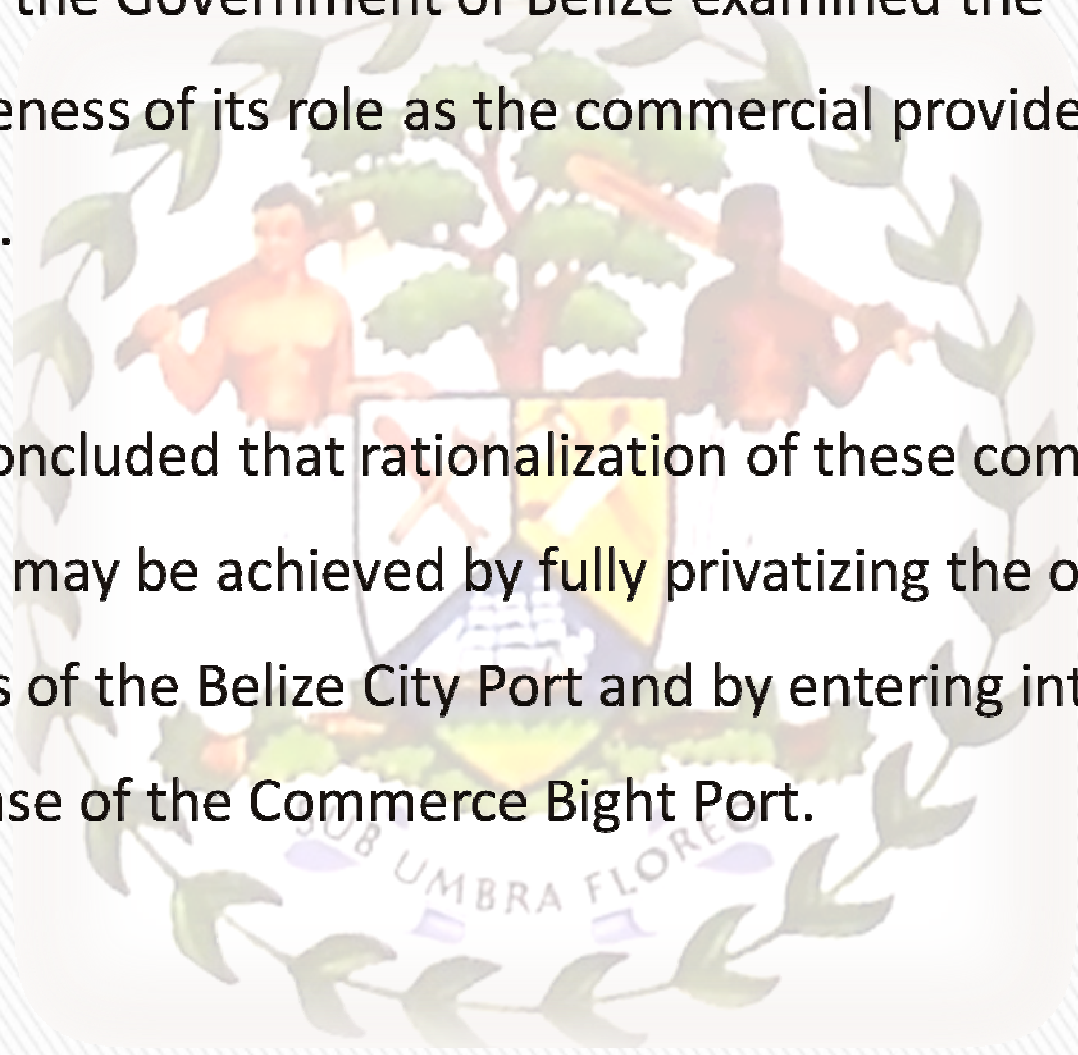 the Government of Belize examined the
eness of its role as the commercial provide
.
oncluded that rationalization of these com
may be achieved by fully privatizing the o
s of the Belize City Port and by entering int
ase of the Commerce Bight Port.
SUB UMBRA FLOREO